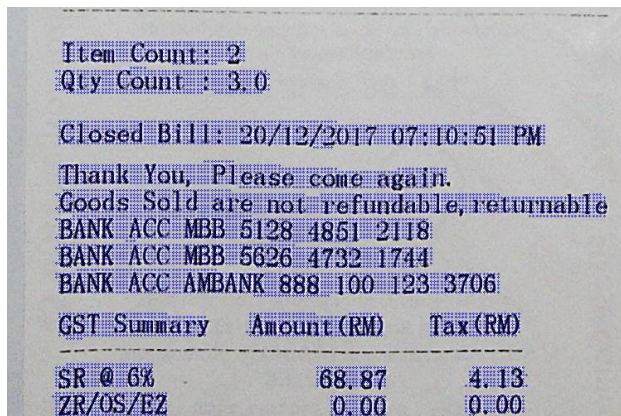 Item Count: 2
Qty Count : 3.0
Closed Bill: 20/12/2017 07:10:51 PM
Thank You, Please come again.
Goods Sold are not refundable,returnable
BANK ACC MBB 5128 4851 2118
BANK ACC MBB 5626 4732 1744
BANK ACC AMBANK 888 100 123 3706
GST Summary Amount(RM) Tax(RM)
SR @ 6% 68.87 4.13
ZR/OS/EZ 0.00 0.00